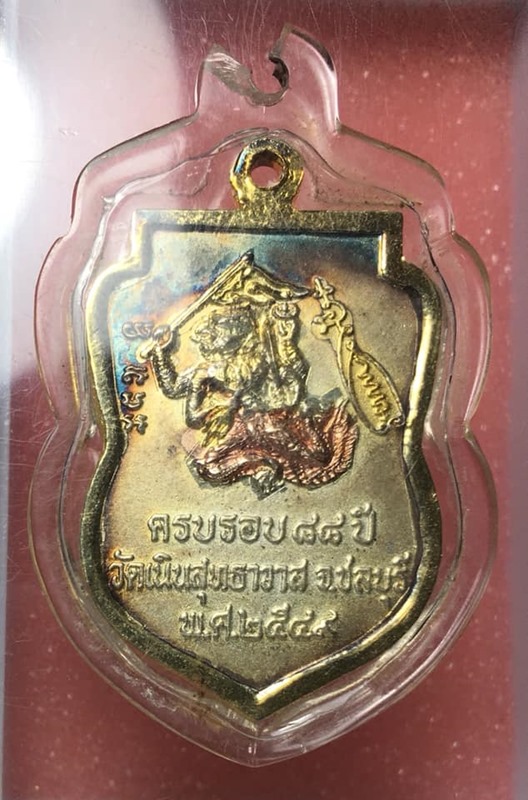 ครบรอบ ๘๘ ปี
วัดเนินสุทธาวาส จ.ชลบุรี
พ.ศ.๒๕๔๙